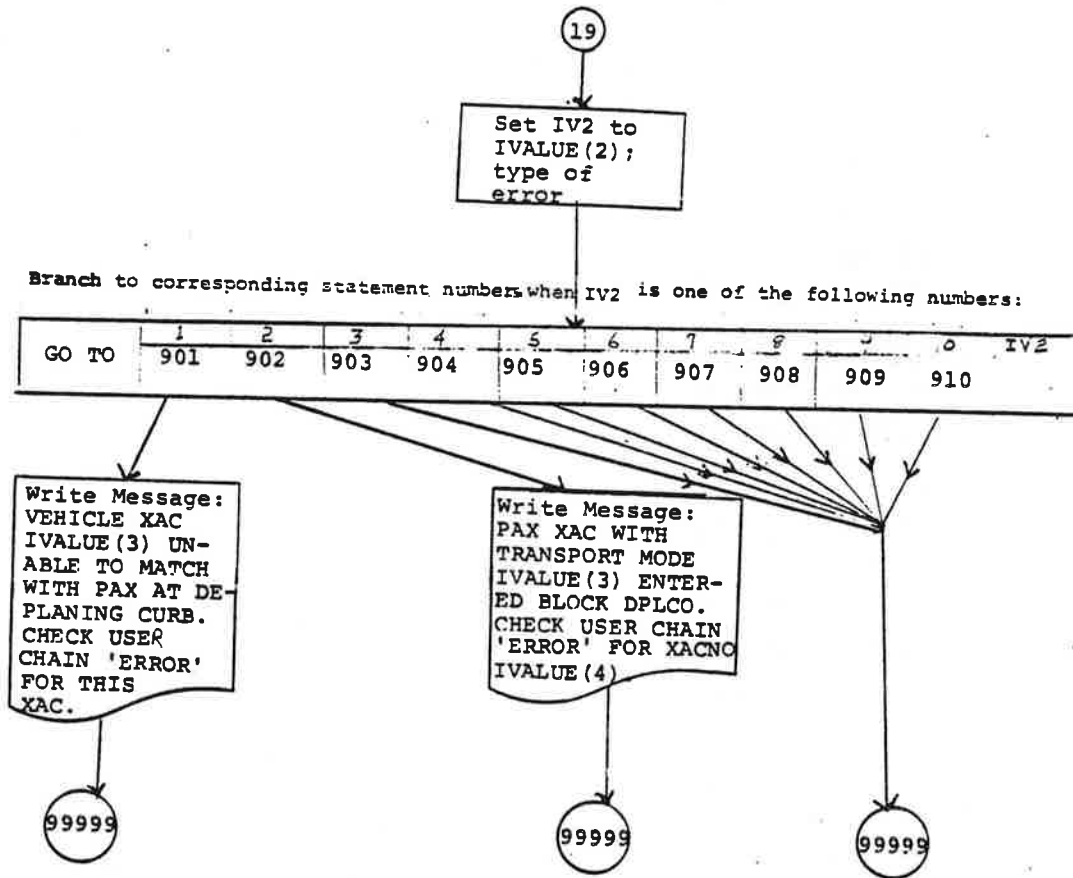 19
Set IV2 to
IVALUE(2);
type of
error
Branch to corresponding statement numbers when IV2 is one of the following numbers:
1 2 3 4 5 6 7 8 9 0 IV2
GO TO 901 902 903 904 905 906 907 908 909 910
Write Message:
VEHICLE XAC
IVALUE(3) UN-
ABLE TO MATCH
WITH PAX AT DE-
PLANING CURB.
CHECK USER
CHAIN 'ERROR'
FOR THIS
XAC.
Write Message:
PAX XAC WITH
TRANSPORT MODE
IVALUE(3) ENTER-
ED BLOCK DPLCO.
CHECK USER CHAIN
'ERROR' FOR XACNO
IVALUE(4).
99999
99999
99999